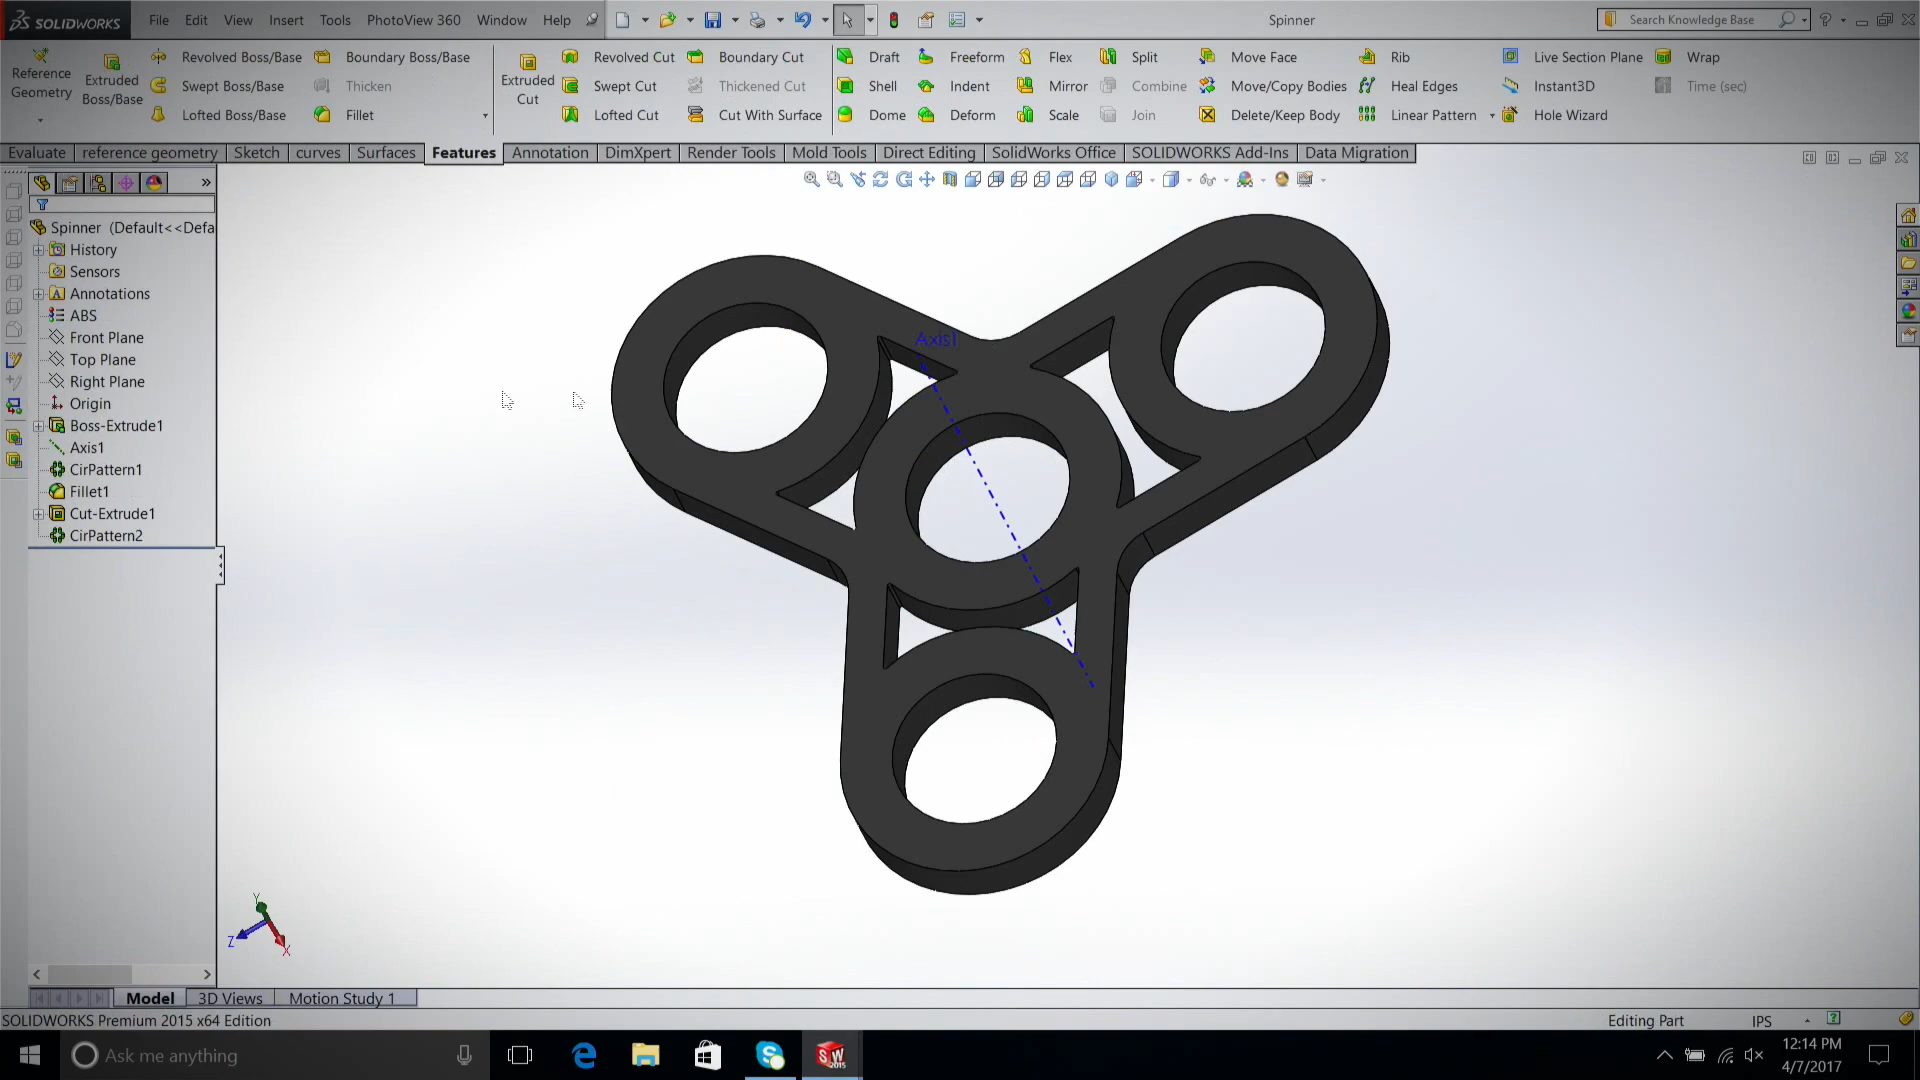 SOLIDWORKS File Edit View Insert Tools PhotoView 360 Window Help Spinner Search Knowledge Base ?
Reference Geometry
Extruded Boss/Base
Revolved Boss/Base
Swept Boss/Base
Lofted Boss/Base
Boundary Boss/Base
Thicken
Fillet
Extruded Cut
Revolved Cut
Swept Cut
Lofted Cut
Boundary Cut
Thickened Cut
Cut With Surface
Draft
Shell
Dome
Freeform
Indent
Deform
Flex
Mirror
Scale
Split
Combine
Join
Move Face
Move/Copy Bodies
Delete/Keep Body
Rib
Heal Edges
Linear Pattern
Live Section Plane
Instant3D
Hole Wizard
Wrap
Time (sec)
Evaluate reference geometry Sketch curves Surfaces Features Annotation DimXpert Render Tools Mold Tools Direct Editing SolidWorks Office SOLIDWORKS Add-Ins Data Migration
Spinner (Default<<Defa
History
Sensors
Annotations
ABS
Front Plane
Top Plane
Right Plane
Origin
Boss-Extrude1
Axis1
CirPattern1
Fillet1
Cut-Extrude1
CirPattern2
Axis1
Y
Z
X
Model 3D Views Motion Study 1
SOLIDWORKS Premium 2015 x64 Edition Editing Part IPS ?
Ask me anything
SW 2015
12:14 PM
4/7/2017